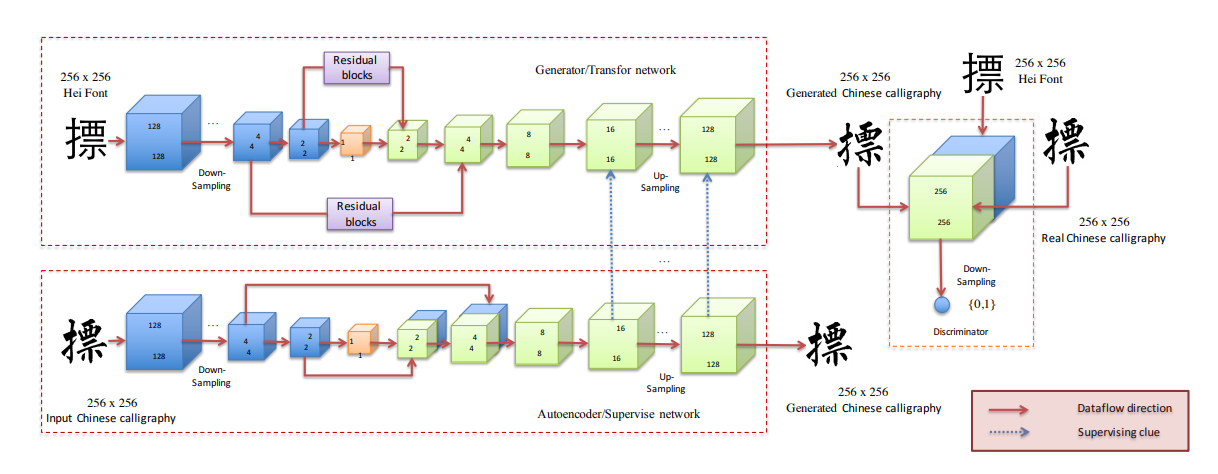 Residual
blocks
Generator/Transfor network
256 x 256
Hei Font
標
128
128
...
Down-
Sampling
4
4
2
2
1
1
2
2
4
4
8
8
16
16
...
Up-
Sampling
128
128
Residual
blocks
256 x 256
Generated Chinese calligraphy
標
標
256 x 256
Hei Font
標
256
256
256 x 256
Real Chinese calligraphy
Down-
Sampling
{0,1}
Discriminator
...
標
256 x 256
Input Chinese calligraphy
128
128
...
Down-
Sampling
4
4
2
2
1
1
2
2
4
4
8
8
16
16
...
Up-
Sampling
128
128
Autoencoder/Supervise network
標
256 x 256
Generated Chinese calligraphy
Dataflow direction
Supervising clue